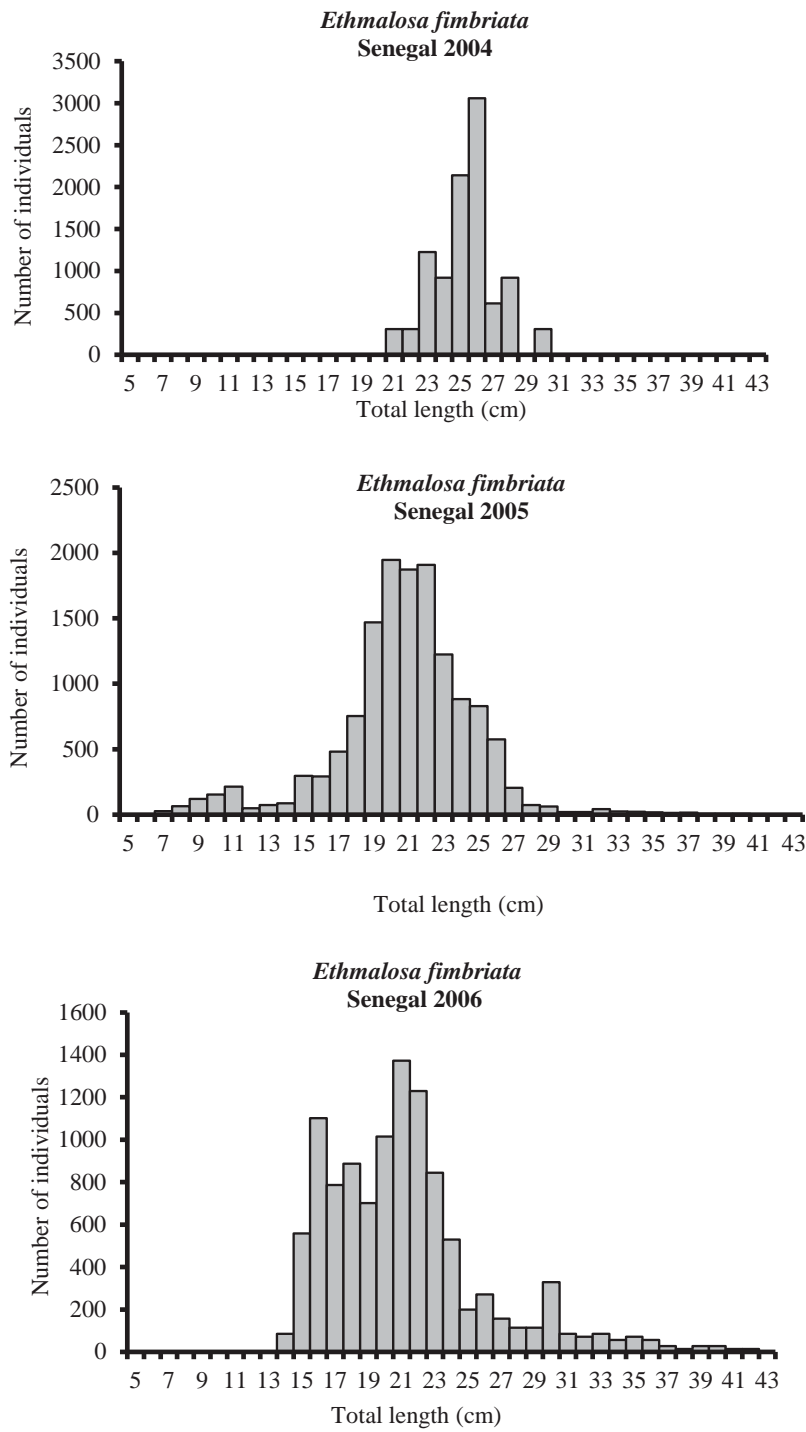 Ethmalosa fimbriata
Senegal 2004
Number of individuals
3500
3000
2500
2000
1500
1000
500
0
5 7 9 11 13 15 17 19 21 23 25 27 29 31 33 35 37 39 41 43
Total length (cm)
Ethmalosa fimbriata
Senegal 2005
Number of individuals
2500
2000
1500
1000
500
0
5 7 9 11 13 15 17 19 21 23 25 27 29 31 33 35 37 39 41 43
Total length (cm)
Ethmalosa fimbriata
Senegal 2006
Number of individuals
1600
1400
1200
1000
800
600
400
200
0
5 7 9 11 13 15 17 19 21 23 25 27 29 31 33 35 37 39 41 43
Total length (cm)